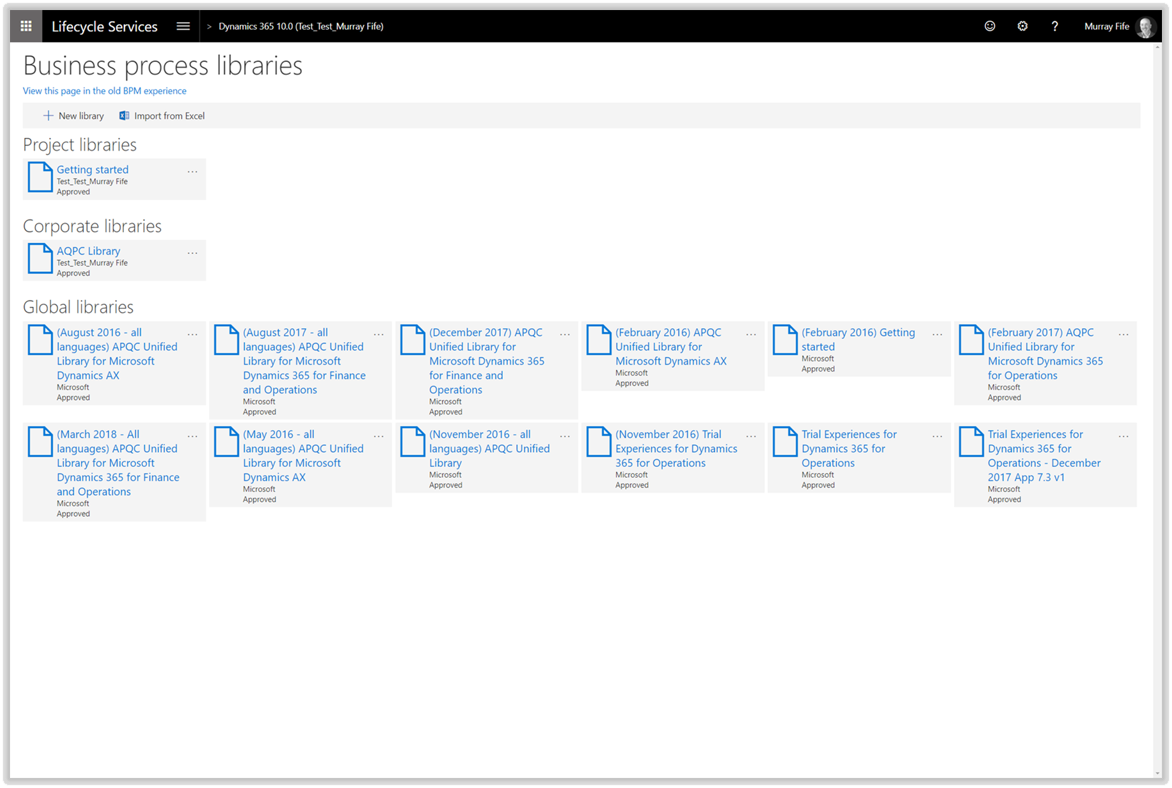 Lifecycle Services
> Dynamics 365 10.0 (Test_Test_Murray Fife)
? Murray Fife
Business process libraries
View this page in the old BPM experience
+ New library Import from Excel
Project libraries
Getting started ...
Test_Test_Murray Fife
Approved
Corporate libraries
AQPC Library ...
Test_Test_Murray Fife
Approved
Global libraries
(August 2016 - all ...
languages) APQC Unified
Library for Microsoft
Dynamics AX
Microsoft
Approved
(August 2017 - all ...
languages) APQC Unified
Library for Microsoft
Dynamics 365 for Finance
and Operations
Microsoft
Approved
(December 2017) APQC ...
Unified Library for
Microsoft Dynamics 365
for Finance and
Operations
Microsoft
Approved
(February 2016) APQC ...
Unified Library for
Microsoft Dynamics AX
Microsoft
Approved
(February 2016) Getting ...
started
Microsoft
Approved
(February 2017) AQPC ...
Unified Library for
Microsoft Dynamics 365
for Operations
Microsoft
Approved
(March 2018 - All ...
languages) APQC Unified
Library for Microsoft
Dynamics 365 for Finance
and Operations
Microsoft
Approved
(May 2016 - all ...
languages) APQC Unified
Library for Microsoft
Dynamics AX
Microsoft
Approved
(November 2016 - all ...
languages) APQC Unified
Library
Microsoft
Approved
(November 2016) Trial ...
Experiences for Dynamics
365 for Operations
Microsoft
Approved
Trial Experiences for ...
Dynamics 365 for
Operations
Microsoft
Approved
Trial Experiences for ...
Dynamics 365 for
Operations - December
2017 App 7.3 v1
Microsoft
Approved